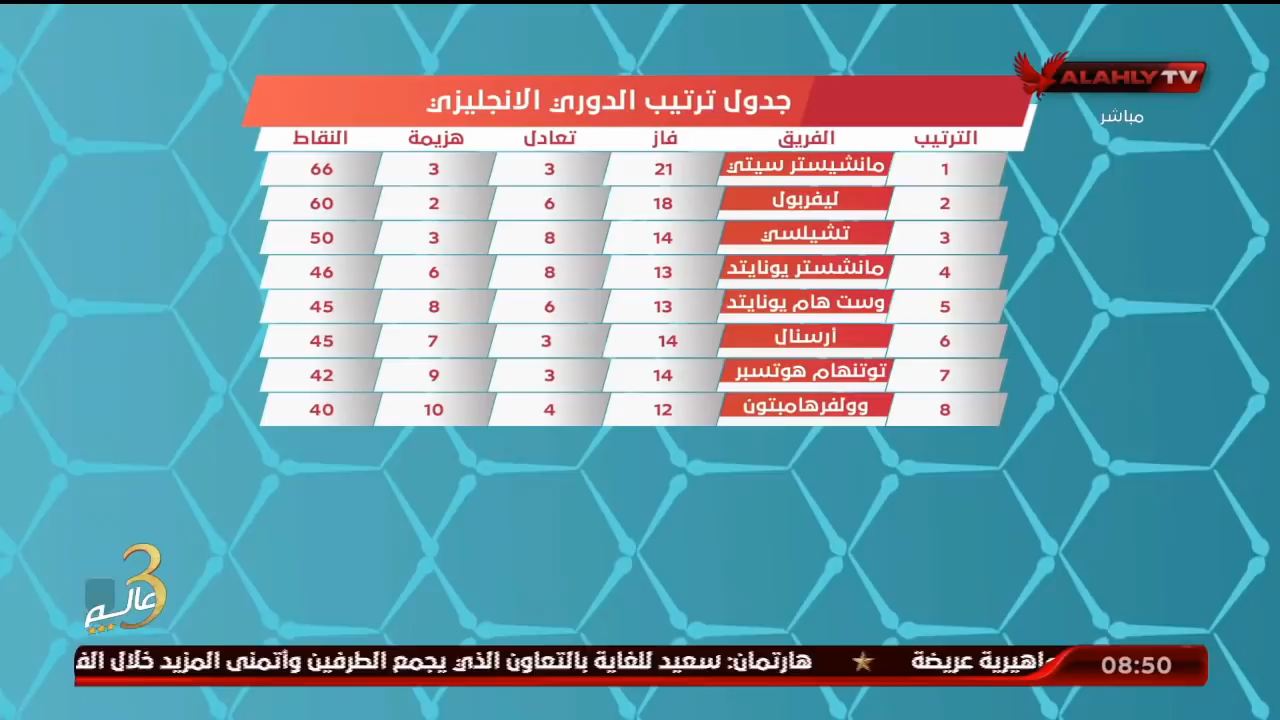 ALAHLY TV
مباشر
جدول ترتيب الدوري الانجليزي
الترتيب الفريق فاز تعادل هزيمة النقاط
1 مانشيستر سيتي 21 3 3 66
2 ليفربول 18 6 2 60
3 تشيلسي 14 8 3 50
4 مانشستر يونايتد 13 8 6 46
5 وست هام يونايتد 13 6 8 45
6 أرسنال 14 3 7 45
7 توتنهام هوتسبر 14 3 9 42
8 وولفرهامبتون 12 4 10 40
3
عالم
08:50
ماهيرية عريضة ★ هارتمان: سعيد للغاية بالتعاون الذي يجمع الطرفين وأتمنى المزيد خلال الف